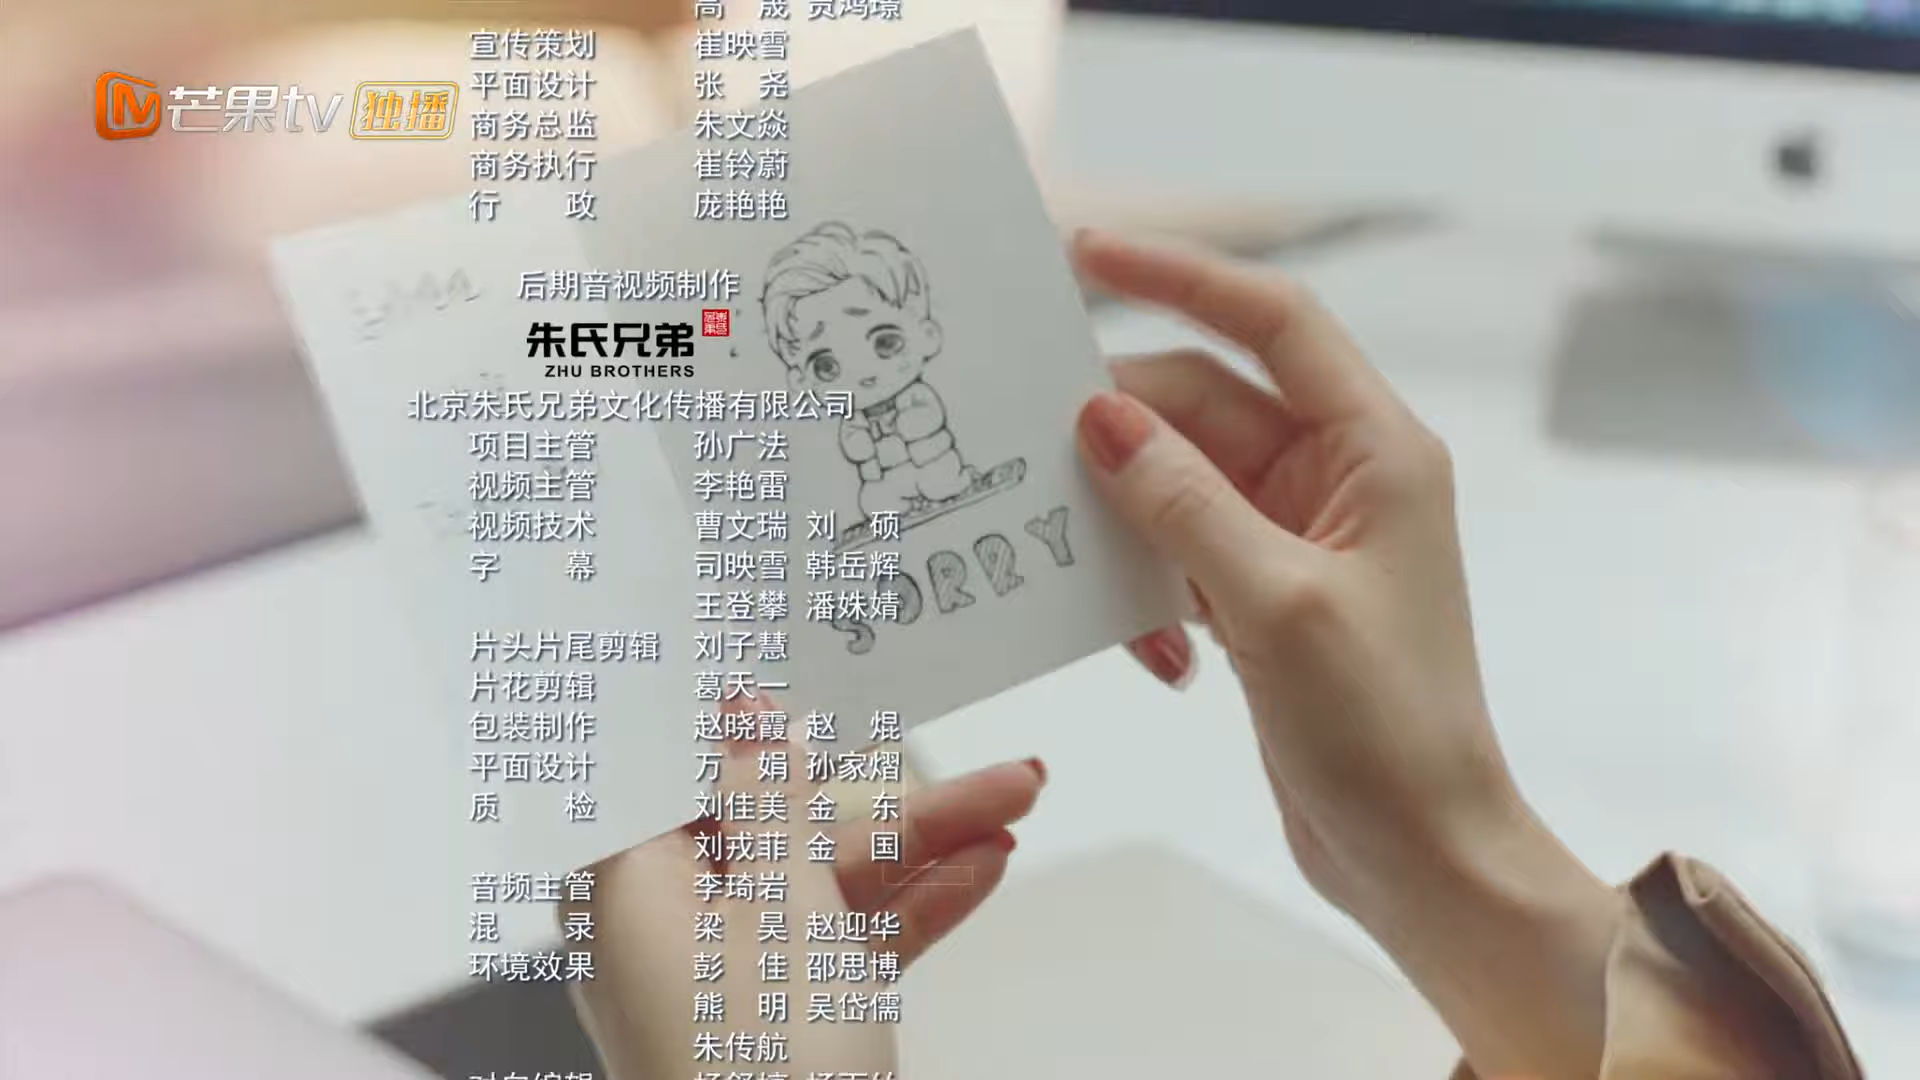 高 晟 贾鸿璟
宣传策划 崔映雪
平面设计 张 尧
商务总监 朱文焱
商务执行 崔铃蔚
行 政 庞艳艳
芒果tv 独播
后期音视频制作
朱氏兄弟
ZHU BROTHERS
北京朱氏兄弟文化传播有限公司
项目主管 孙广法
视频主管 李艳雷
视频技术 曹文瑞 刘 硕
字 幕 司映雪 韩岳辉
王登攀 潘姝婧
片头片尾剪辑 刘子慧
片花剪辑 葛天一
包装制作 赵晓霞 赵 焜
平面设计 万 娟 孙家熠
质 检 刘佳美 金 东
刘戎菲 金 国
音频主管 李琦岩
混 录 梁 昊 赵迎华
环境效果 彭 佳 邵思博
熊 明 吴岱儒
朱传航
SORRY